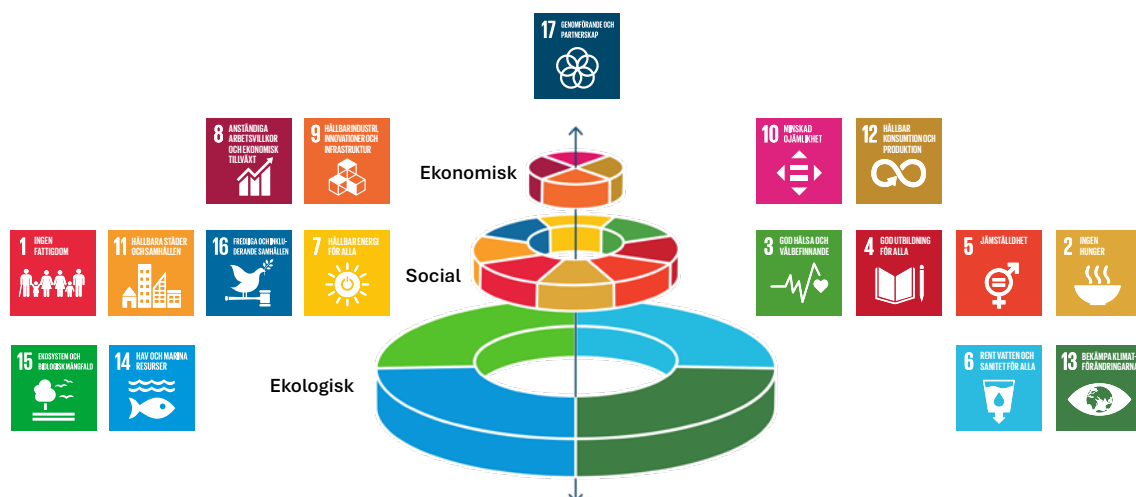 17 GENOMFÖRANDE OCH
PARTNERSKAP
8 ANSTÄNDIGA
ARBETSVILLKOR
OCH EKONOMISK
TILLVÄXT
9 HÅLLBAR INDUSTRI,
INNOVATIONER OCH
INFRASTRUKTUR
10 MINSKAD
OJÄMLIKHET
12 HÅLLBAR
KONSUMTION OCH
PRODUKTION
Ekonomisk
1 INGEN
FATTIGDOM
11 HÅLLBARA STÄDER
OCH SAMHÄLLEN
16 FREDLIGA OCH INKLU-
DERANDE SAMHÄLLEN
7 HÅLLBAR ENERGI
FÖR ALLA
Social
3 GOD HÄLSA OCH
VÄLBEFINNANDE
4 GOD UTBILDNING
FÖR ALLA
5 JÄMSTÄLLDHET
2 INGEN
HUNGER
15 EKOSYSTEM OCH
BIOLOGISK MÅNGFALD
14 HAV OCH MARINA
RESURSER
Ekologisk
6 RENT VATTEN OCH
SANITET FÖR ALLA
13 BEKÄMPA KLIMAT-
FÖRÄNDRINGARNA